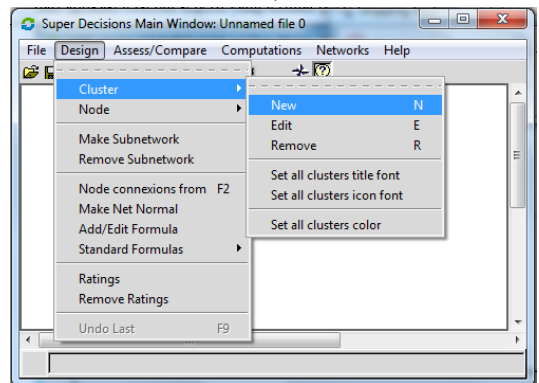 Super Decisions Main Window: Unnamed file 0
File Design Assess/Compare Computations Networks Help
Cluster
Node
Make Subnetwork
Remove Subnetwork
Node connexions from F2
Make Net Normal
Add/Edit Formula
Standard Formulas
Ratings
Remove Ratings
Undo Last F9
New N
Edit E
Remove R
Set all clusters title font
Set all clusters icon font
Set all clusters color